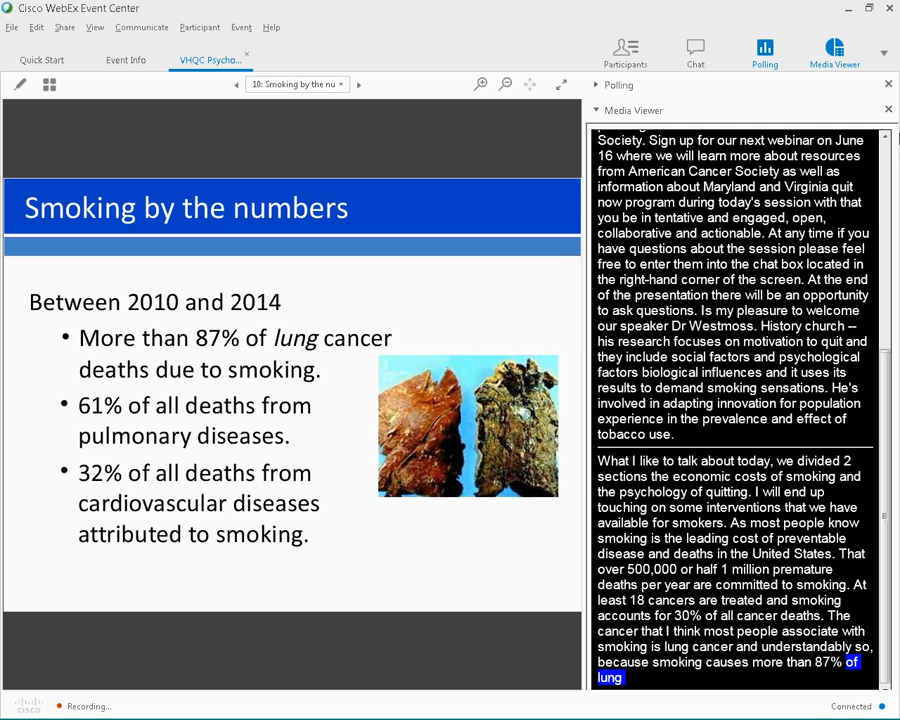 Cisco WebEx Event Center
File Edit Share View Communicate Participant Event Help
Quick Start Event Info VHQC Psycho...
Participants Chat Polling Media Viewer
10: Smoking by the nu
Polling
Media Viewer
Smoking by the numbers
Between 2010 and 2014
• More than 87% of lung cancer
deaths due to smoking.
• 61% of all deaths from
pulmonary diseases.
• 32% of all deaths from
cardiovascular diseases
attributed to smoking.
Society. Sign up for our next webinar on June
16 where we will learn more about resources
from American Cancer Society as well as
information about Maryland and Virginia quit
now program during today's session with that
you be in tentative and engaged, open,
collaborative and actionable. At any time if you
have questions about the session please feel
free to enter them into the chat box located in
the right-hand corner of the screen. At the end
of the presentation there will be an opportunity
to ask questions. Is my pleasure to welcome
our speaker Dr Westmoss. History church --
his research focuses on motivation to quit and
they include social factors and psychological
factors biological influences and it uses its
results to demand smoking sensations. He's
involved in adapting innovation for population
experience in the prevalence and effect of
tobacco use.
What I like to talk about today, we divided 2
sections the economic costs of smoking and
the psychology of quitting. I will end up
touching on some interventions that we have
available for smokers. As most people know
smoking is the leading cost of preventable
disease and deaths in the United States. That
over 500,000 or half 1 million premature
deaths per year are committed to smoking. At
least 18 cancers are treated and smoking
accounts for 30% of all cancer deaths. The
cancer that I think most people associate with
smoking is lung cancer and understandably so,
because smoking causes more than 87% of
lung
cisco Recording... Connected